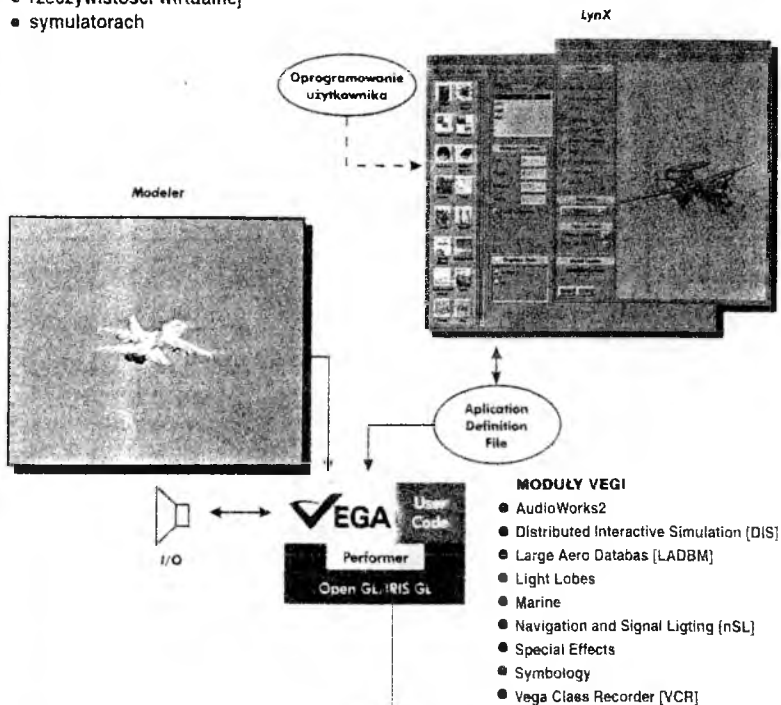 ● rzeczywistości wirtualnej
● symulatorach
LynX
Oprogramowanie
użytkownika
Modeler
Aplication
Definition
File
I/O
VEGA
User
Code
Performer
Open GL/IRIS GL
MODUŁY VEGI
● AudioWorks2
● Distributed Interactive Simulation [DIS]
● Large Aero Databas [LADBM]
● Light Lobes
● Marine
● Navigation and Signal Ligting [nSL]
● Special Effects
● Symbology
● Vega Class Recorder [VCR]